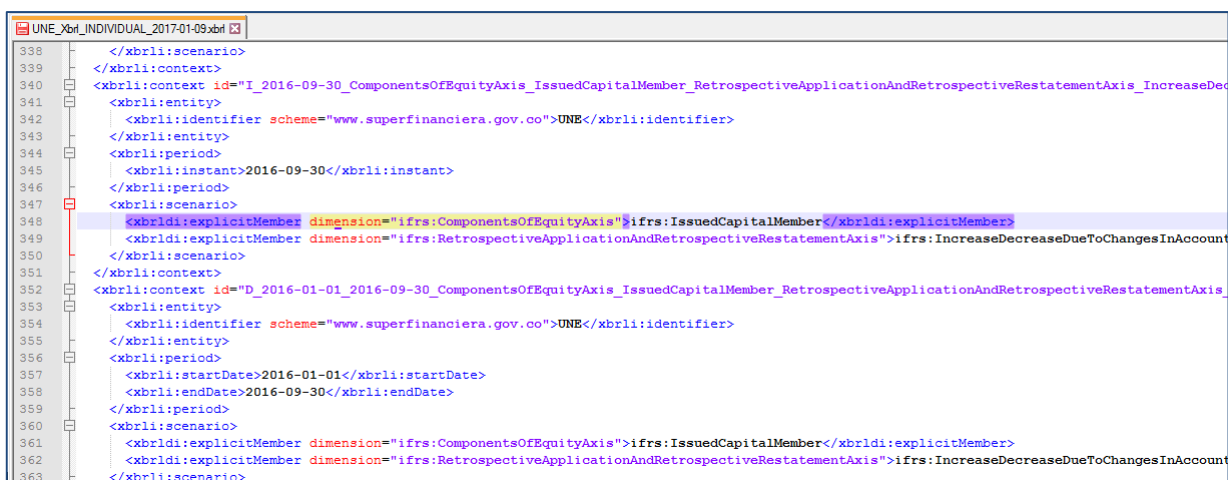 UNE_Xbrl_INDIVIDUAL_2017-01-09.xbrl
338 </xbrli:scenario>
339 </xbrli:context>
340 <xbrli:context id="I_2016-09-30_ComponentsOfEquityAxis_IssuedCapitalMember_RetrospectiveApplicationAndRetrospectiveRestatementAxis_IncreaseDec
341 <xbrli:entity>
342 <xbrli:identifier scheme="www.superfinanciera.gov.co">UNE</xbrli:identifier>
343 </xbrli:entity>
344 <xbrli:period>
345 <xbrli:instant>2016-09-30</xbrli:instant>
346 </xbrli:period>
347 <xbrli:scenario>
348 <xbrldi:explicitMember dimension="ifrs:ComponentsOfEquityAxis">ifrs:IssuedCapitalMember</xbrldi:explicitMember>
349 <xbrldi:explicitMember dimension="ifrs:RetrospectiveApplicationAndRetrospectiveRestatementAxis">ifrs:IncreaseDecreaseDueToChangesInAccount
350 </xbrli:scenario>
351 </xbrli:context>
352 <xbrli:context id="D_2016-01-01_2016-09-30_ComponentsOfEquityAxis_IssuedCapitalMember_RetrospectiveApplicationAndRetrospectiveRestatementAxis_
353 <xbrli:entity>
354 <xbrli:identifier scheme="www.superfinanciera.gov.co">UNE</xbrli:identifier>
355 </xbrli:entity>
356 <xbrli:period>
357 <xbrli:startDate>2016-01-01</xbrli:startDate>
358 <xbrli:endDate>2016-09-30</xbrli:endDate>
359 </xbrli:period>
360 <xbrli:scenario>
361 <xbrldi:explicitMember dimension="ifrs:ComponentsOfEquityAxis">ifrs:IssuedCapitalMember</xbrldi:explicitMember>
362 <xbrldi:explicitMember dimension="ifrs:RetrospectiveApplicationAndRetrospectiveRestatementAxis">ifrs:IncreaseDecreaseDueToChangesInAccount
363 </xbrli:scenario>